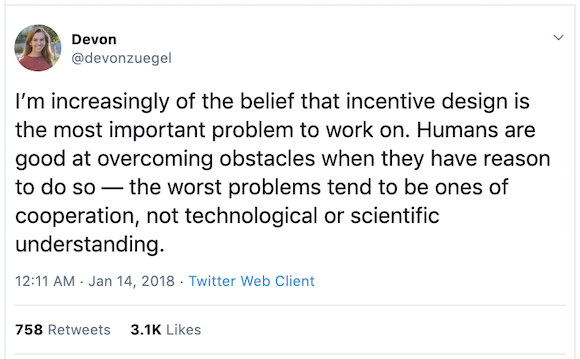 Devon
@devonzuegel
I’m increasingly of the belief that incentive design is
the most important problem to work on. Humans are
good at overcoming obstacles when they have reason
to do so — the worst problems tend to be ones of
cooperation, not technological or scientific
understanding.
12:11 AM · Jan 14, 2018 · Twitter Web Client
758 Retweets 3.1K Likes